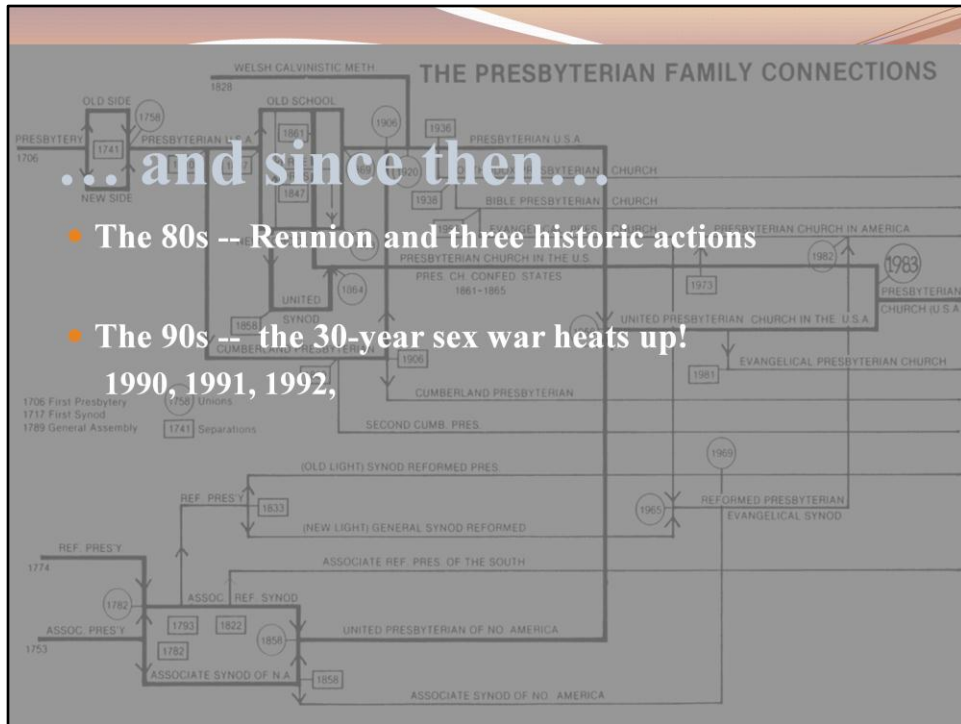 THE PRESBYTERIAN FAMILY CONNECTIONS
WELSH CALVINISTIC METH.
1828
OLD SIDE
1758
PRESBYTERY
1706
1741
NEW SIDE
PRESBYTERIAN U.S.A.
OLD SCHOOL
1861
1847
1906
1920
1936
PRESBYTERIAN U.S.A.
… and since then…
CHURCH
1938
BIBLE PRESBYTERIAN CHURCH
• The 80s -- Reunion and three historic actions
PRESBYTERIAN CHURCH IN AMERICA
1982
1983
PRESBYTERIAN CHURCH IN THE U.S.
PRES. CH. CONFED. STATES
1861-1865
1864
1973
PRESBYTERIAN
CHURCH (U.S.A.
UNITED
SYNOD
1858
UNITED PRESBYTERIAN CHURCH IN THE U.S.A.
• The 90s -- the 30-year sex war heats up!
CUMBERLAND PRESBYTERIAN
1906
EVANGELICAL PRESBYTERIAN CHURCH
1981
1990, 1991, 1992,
CUMBERLAND PRESBYTERIAN
1706 First Presbytery
1717 First Synod
1789 General Assembly
1758 Unions
1741 Separations
SECOND CUMB. PRES.
1969
(OLD LIGHT) SYNOD REFORMED PRES.
REF. PRES'Y
1833
1965
REFORMED PRESBYTERIAN
EVANGELICAL SYNOD
(NEW LIGHT) GENERAL SYNOD REFORMED
REF. PRES'Y
1774
ASSOCIATE REF. PRES. OF THE SOUTH
1782
ASSOC. REF. SYNOD
1793
1822
ASSOC. PRES'Y
1753
1782
1858
UNITED PRESBYTERIAN OF NO. AMERICA
ASSOCIATE SYNOD OF N.A.
1858
ASSOCIATE SYNOD OF NO. AMERICA